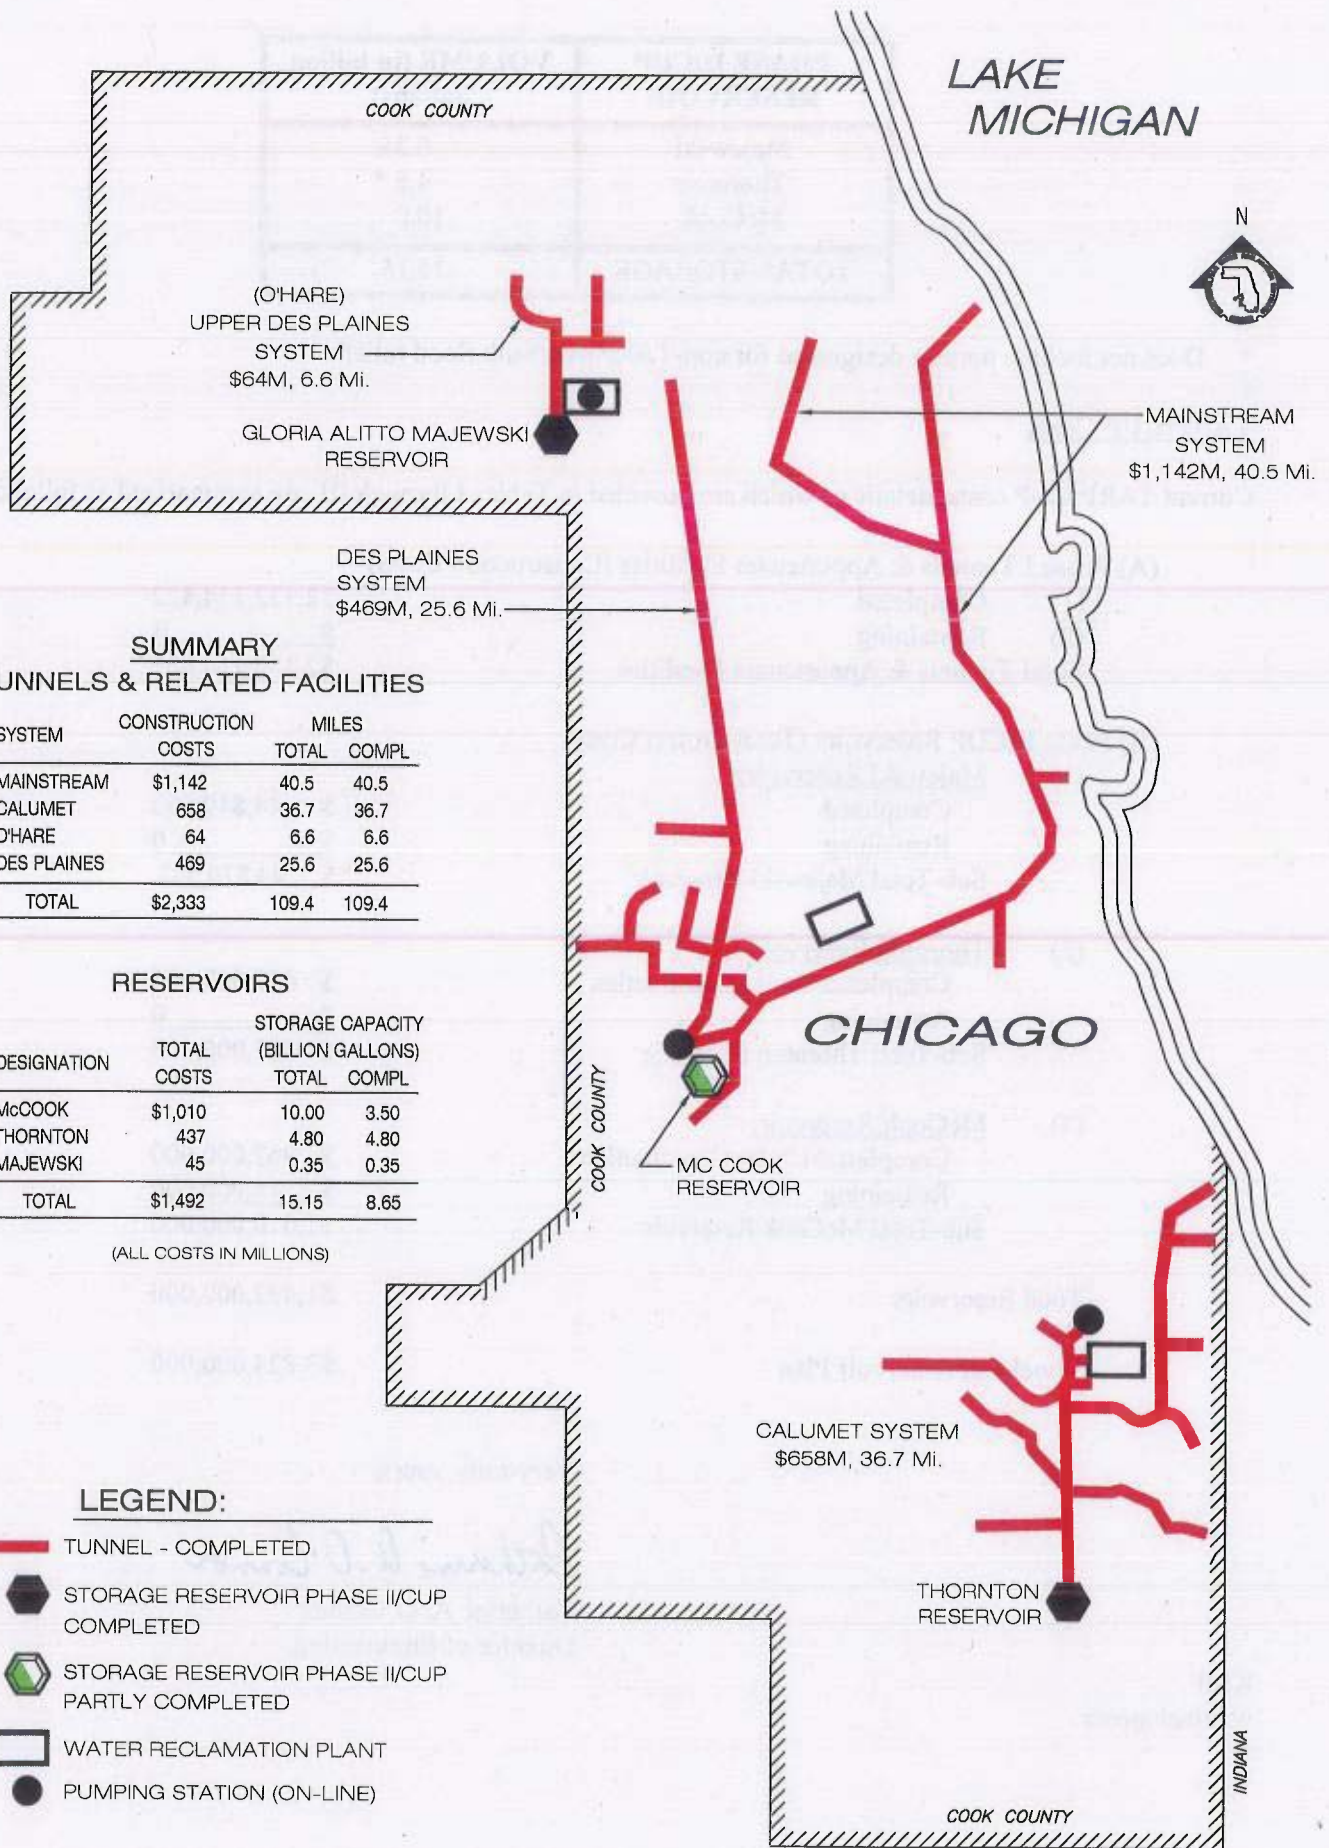 LAKE
MICHIGAN
COOK COUNTY
N
(O'HARE)
UPPER DES PLAINES
SYSTEM
$64M, 6.6 Mi.
GLORIA ALITTO MAJEWSKI
RESERVOIR
MAINSTREAM
SYSTEM
$1,142M, 40.5 Mi.
DES PLAINES
SYSTEM
$469M, 25.6 Mi.
SUMMARY
UNNELS & RELATED FACILITIES
SYSTEM CONSTRUCTION COSTS MILES
TOTAL COMPL
MAINSTREAM $1,142 40.5 40.5
CALUMET 658 36.7 36.7
O'HARE 64 6.6 6.6
DES PLAINES 469 25.6 25.6
TOTAL $2,333 109.4 109.4
RESERVOIRS
DESIGNATION TOTAL COSTS STORAGE CAPACITY
(BILLION GALLONS)
TOTAL COMPL
McCOOK $1,010 10.00 3.50
THORNTON 437 4.80 4.80
MAJEWSKI 45 0.35 0.35
TOTAL $1,492 15.15 8.65
(ALL COSTS IN MILLIONS)
CHICAGO
COOK COUNTY
MC COOK
RESERVOIR
CALUMET SYSTEM
$658M, 36.7 Mi.
THORNTON
RESERVOIR
LEGEND:
TUNNEL - COMPLETED
STORAGE RESERVOIR PHASE II/CUP
COMPLETED
STORAGE RESERVOIR PHASE II/CUP
PARTLY COMPLETED
WATER RECLAMATION PLANT
PUMPING STATION (ON-LINE)
INDIANA
COOK COUNTY